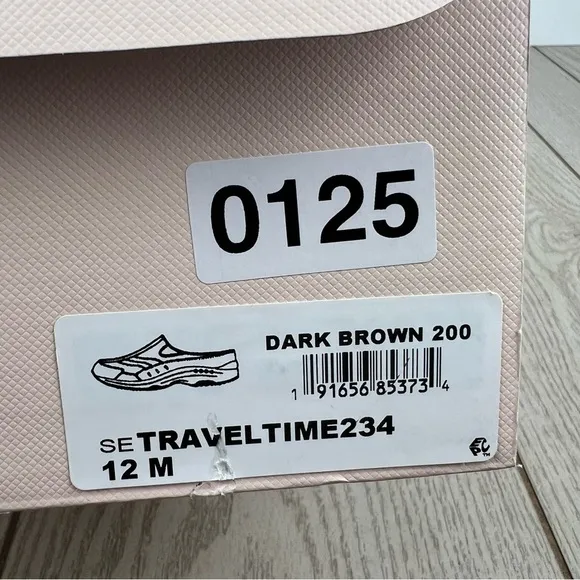 0125
DARK BROWN 200
1 91656 85373 4
SE TRAVELTIME234
12 M